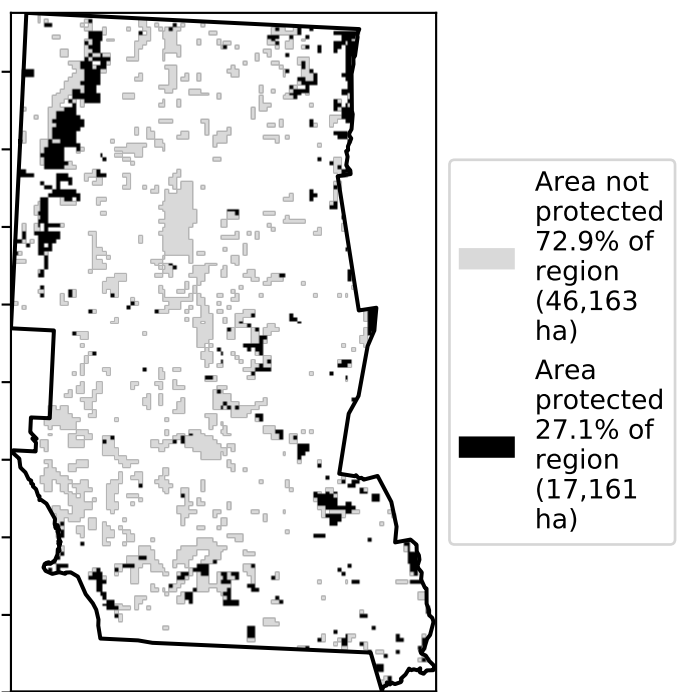 Area not
protected
72.9% of
region
(46,163
ha)
Area
protected
27.1% of
region
(17,161
ha)